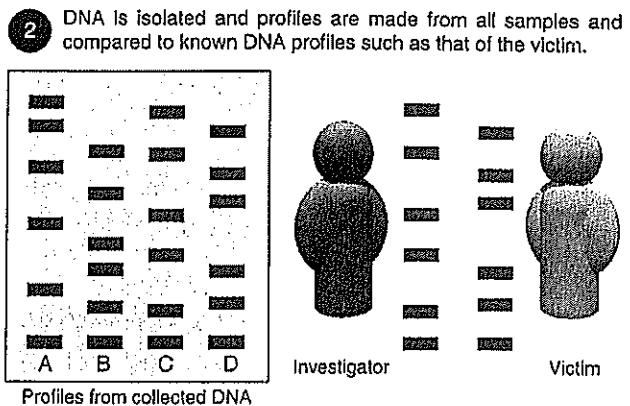 2
DNA is isolated and profiles are made from all samples and
compared to known DNA profiles such as that of the victim.
A B C D
Investigator
Victim
Profiles from collected DNA